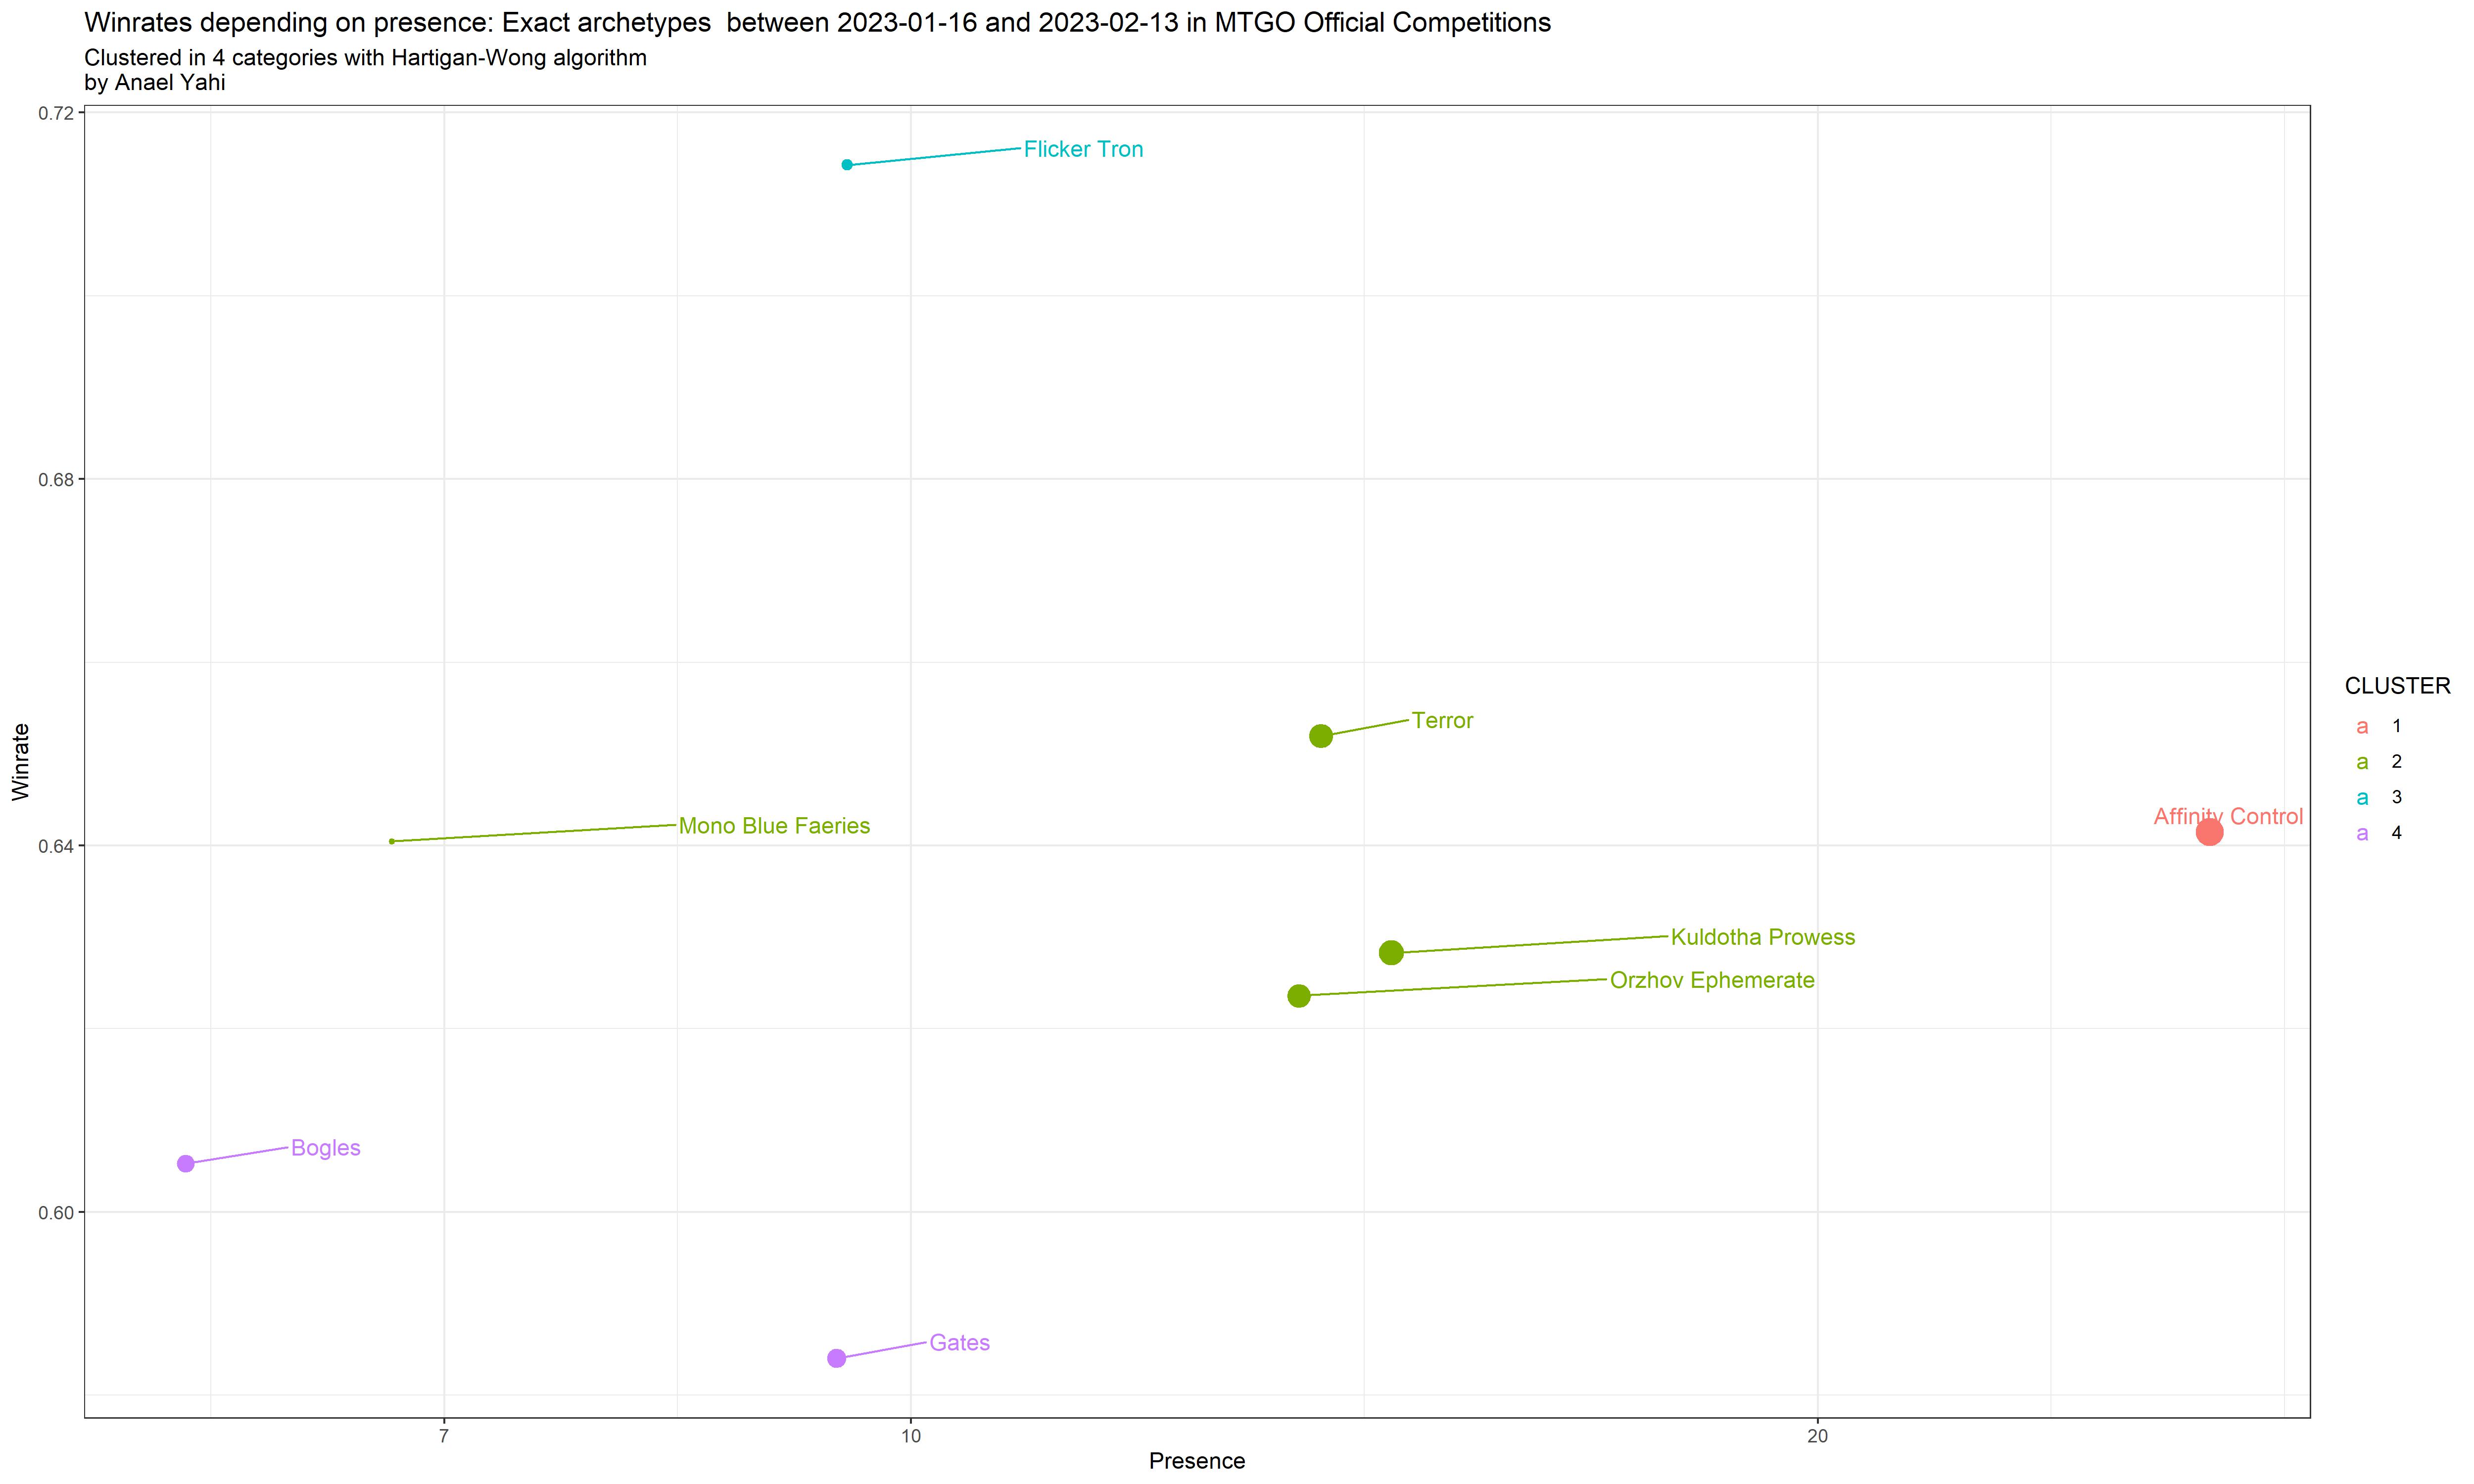 Winrates depending on presence: Exact archetypes  between 2023-01-16 and 2023-02-13 in MTGO Official Competitions
Clustered in 4 categories with Hartigan-Wong algorithm
by Anael Yahi
0.72
Flicker Tron
0.68
Terror
Mono Blue Faeries
Affinity Control
0.64
Kuldotha Prowess
Orzhov Ephemerate
Bogles
0.60
Gates
Winrate
7
10
20
Presence
CLUSTER
a 1
a 2
a 3
a 4